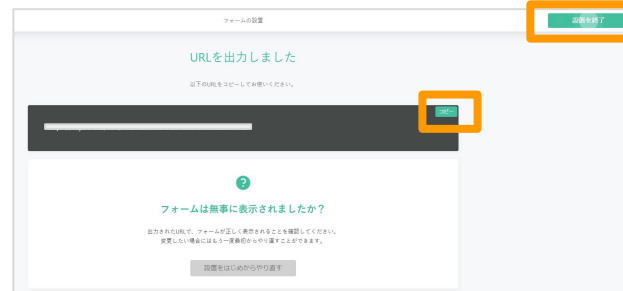 フォームの設置
設置を終了
URLを出力しました
以下のURLをコピーしてお使いください。
コピー
フォームは無事に表示されましたか？
出力されたURLで、フォームが正しく表示されることを確認してください。
変更したい場合にはもう一度最初からやり直すことができます。
設置をはじめからやり直す